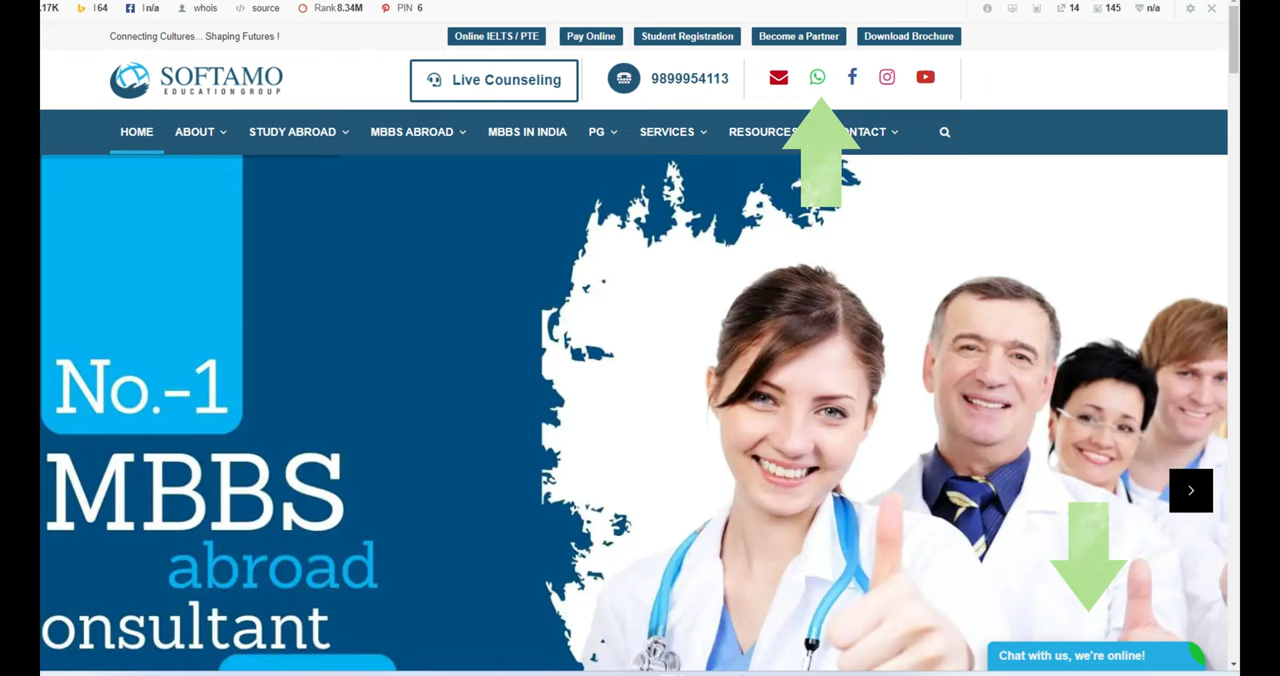 .17K l 64 l n/a whois source Rank 8.34M PIN 6 14 145 n/a
Connecting Cultures... Shaping Futures !
Online IELTS / PTE Pay Online Student Registration Become a Partner Download Brochure
SOFTAMO
EDUCATION GROUP
Live Counseling
9899954113
HOME ABOUT STUDY ABROAD MBBS ABROAD MBBS IN INDIA PG SERVICES RESOURCES ONTACT
No.-1
MBBS
abroad
onsultant
Chat with us, we're online!